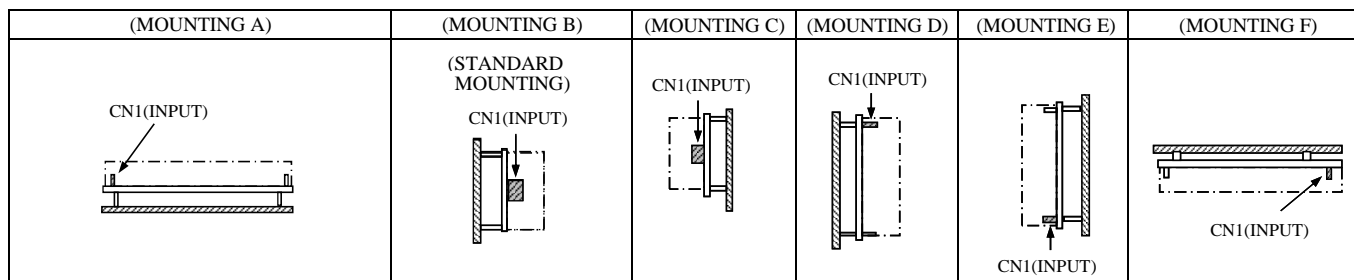 (MOUNTING A)
(MOUNTING B)
(MOUNTING C)
(MOUNTING D)
(MOUNTING E)
(MOUNTING F)
CN1(INPUT)
(STANDARD
MOUNTING)
CN1(INPUT)
CN1(INPUT)
CN1(INPUT)
CN1(INPUT)
CN1(INPUT)